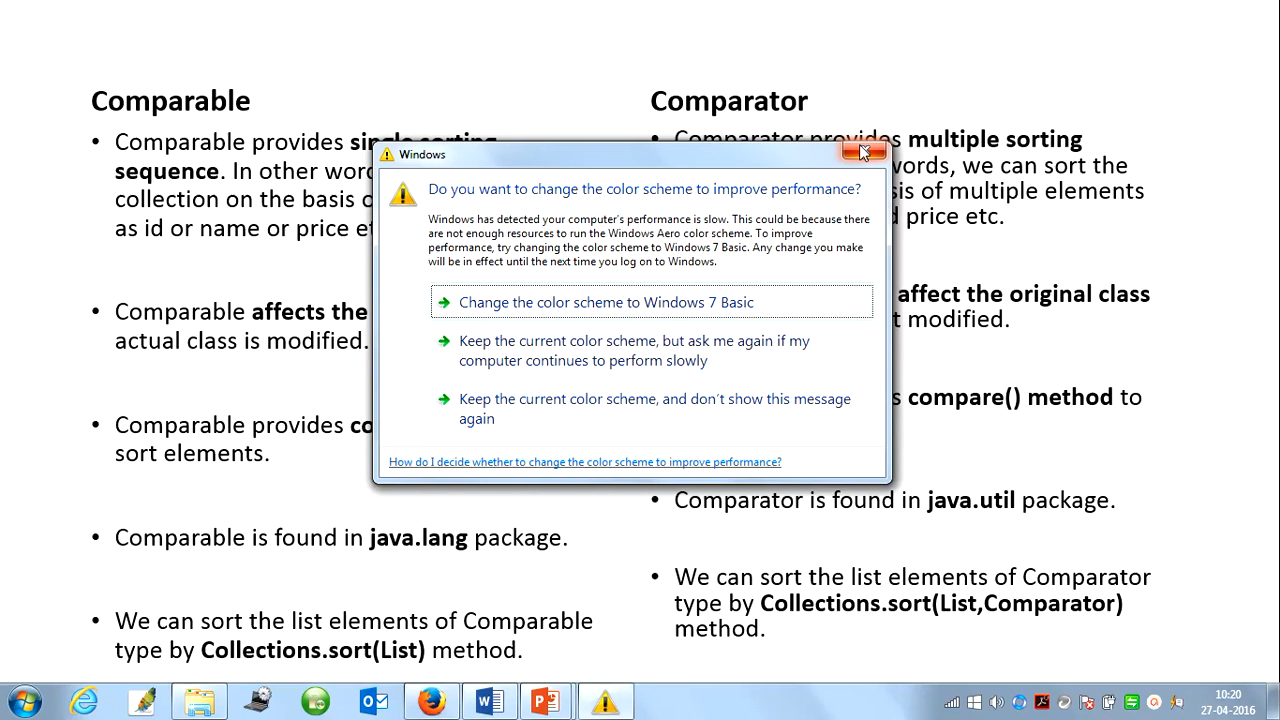 Comparable
• Comparable provides single sorting
sequence. In other
collection on the basis
as id or name or price
• Comparable affects the
actual class is modified.
• Comparable provides
sort elements.
• Comparable is found in java.lang package.
• We can sort the list elements of Comparable
type by Collections.sort(List) method.
Comparator
• Comparator provides multiple sorting
words, we can sort the
of multiple elements
price etc.
affect the original class
modified.
compare() method to
• Comparator is found in java.util package.
• We can sort the list elements of Comparator
type by Collections.sort(List,Comparator)
method.
Windows
Do you want to change the color scheme to improve performance?
Windows has detected your computer's performance is slow. This could be because there
are not enough resources to run the Windows Aero color scheme. To improve
performance, try changing the color scheme to Windows 7 Basic. Any change you make
will be in effect until the next time you log on to Windows.
Change the color scheme to Windows 7 Basic
Keep the current color scheme, but ask me again if my
computer continues to perform slowly
Keep the current color scheme, and don't show this message
again
How do I decide whether to change the color scheme to improve performance?
10:20
27-04-2016